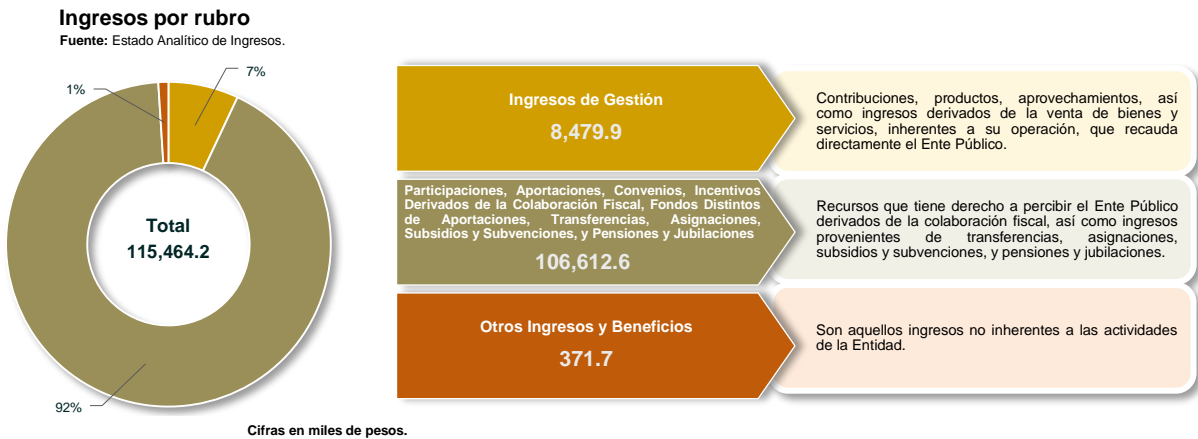 Ingresos por rubro
Fuente: Estado Analítico de Ingresos.
7%
1%
92%
Total
115,464.2
Ingresos de Gestión
8,479.9
Contribuciones, productos, aprovechamientos, así
como ingresos derivados de la venta de bienes y
servicios, inherentes a su operación, que recauda
directamente el Ente Público.
Participaciones, Aportaciones, Convenios, Incentivos
Derivados de la Colaboración Fiscal, Fondos Distintos
de Aportaciones, Transferencias, Asignaciones,
Subsidios y Subvenciones, y Pensiones y Jubilaciones
106,612.6
Recursos que tiene derecho a percibir el Ente Público
derivados de la colaboración fiscal, así como ingresos
provenientes de transferencias, asignaciones,
subsidios y subvenciones, y pensiones y jubilaciones.
Otros Ingresos y Beneficios
371.7
Son aquellos ingresos no inherentes a las actividades
de la Entidad.
Cifras en miles de pesos.